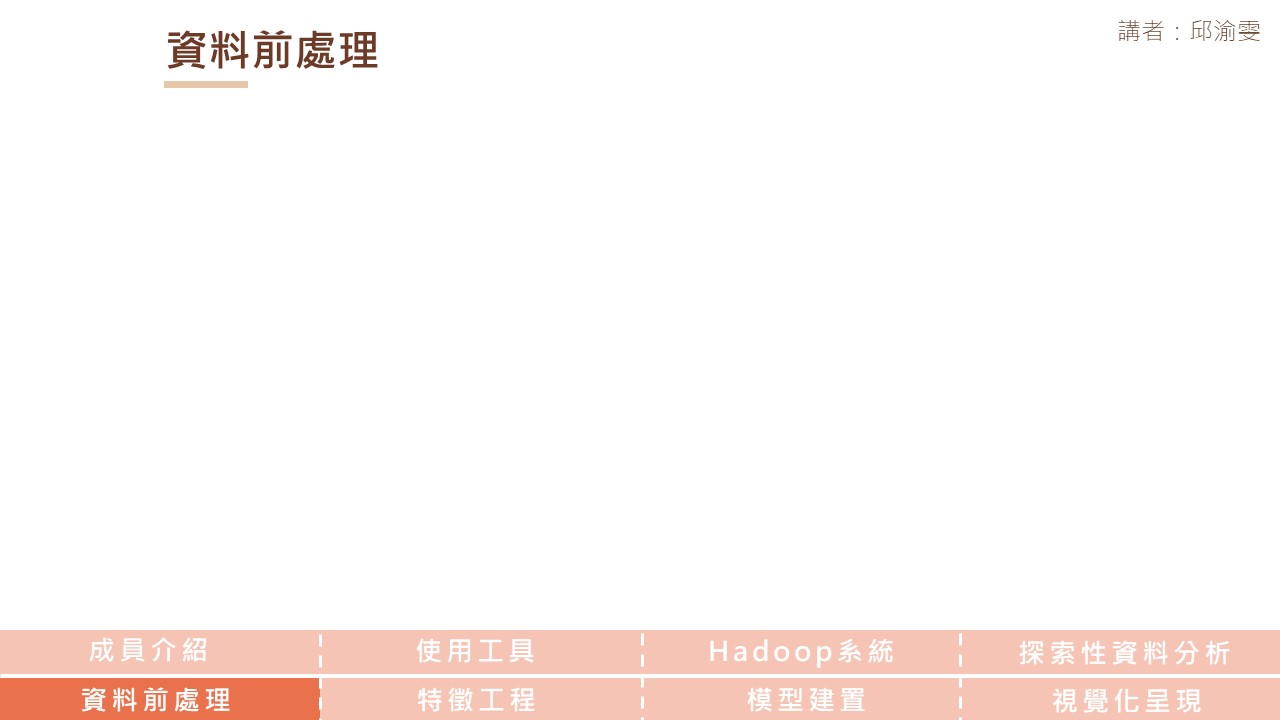 資料前處理
講者：邱渝雯
成員介紹
使用工具
Hadoop系統
探索性資料分析
資料前處理
特徵工程
模型建置
視覺化呈現